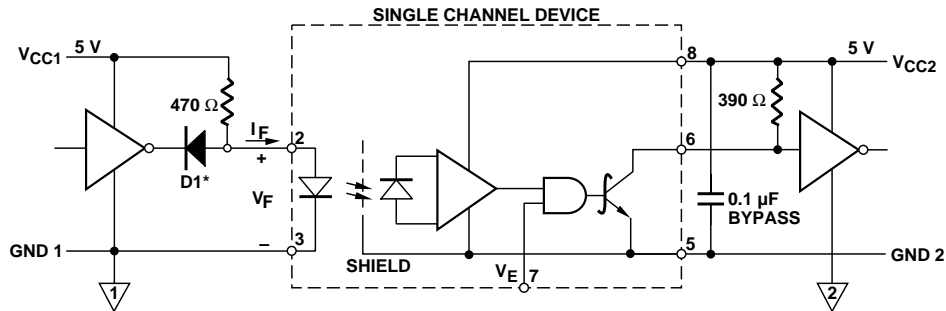 SINGLE CHANNEL DEVICE
VCC1 5 V
8
5 V
VCC2
470 Ω
390 Ω
IF
2
6
+
D1*
VF
0.1 µF
BYPASS
GND 1
–
3
SHIELD
5
GND 2
VE
7
1
2